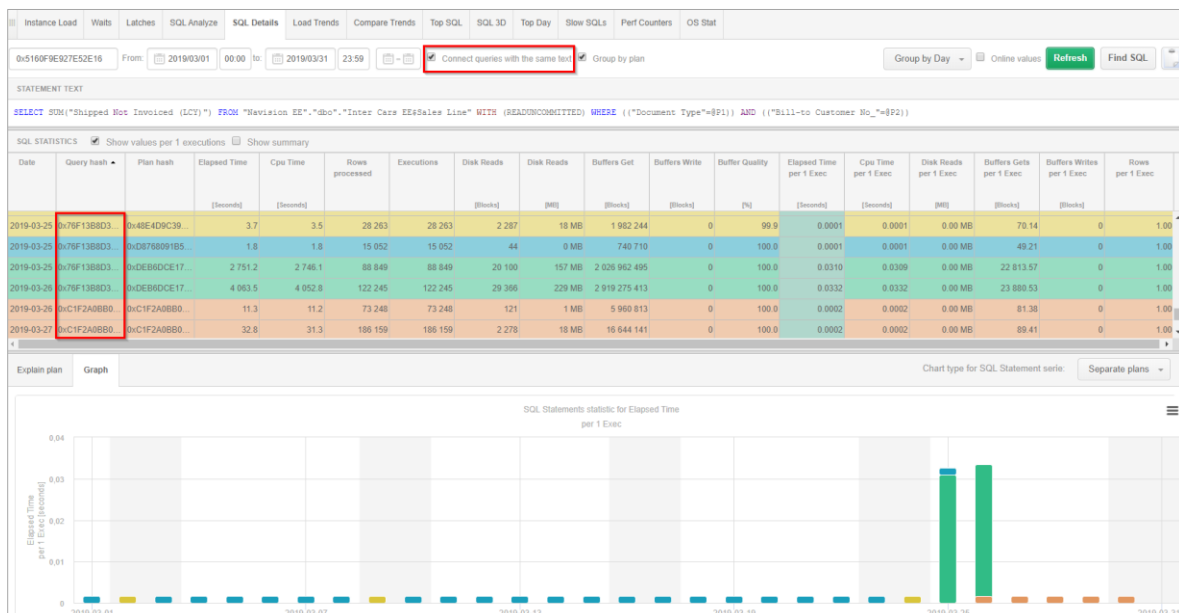 Instance Load Waits Latches SQL Analyze SQL Details Load Trends Compare Trends Top SQL SQL 3D Top Day Slow SQLs Perf Counters OS Stat
0x5160F9E927E52E16 From: 2019/03/01 00:00 to: 2019/03/31 23:59 - Connect queries with the same text Group by plan Group by Day Online values Refresh Find SQL
STATEMENT TEXT
SELECT SUM("Shipped Not Invoiced (LCY)") FROM "Navision EE"."dbo"."Inter Cars EE$Sales Line" WITH (READUNCOMMITTED) WHERE (("Document Type"=@P1)) AND (("Bill-to Customer No_"=@P2))
SQL STATISTICS Show values per 1 executions Show summary
Date Query hash Plan hash Elapsed Time Cpu Time Rows processed Executions Disk Reads Disk Reads Buffers Get Buffers Write Buffer Quality Elapsed Time per 1 Exec Cpu Time per 1 Exec Disk Reads per 1 Exec Buffers Gets per 1 Exec Buffers Writes per 1 Exec Rows per 1 Exec
[Seconds] [Seconds] [Blocks] [MB] [Blocks] [Blocks] [%] [Seconds] [Seconds] [MB] [Blocks] [Blocks]
2019-03-25 0x76F13B8D3... 0x48E4D9C39... 3.7 3.5 28 263 28 263 2 287 18 MB 1 982 244 0 99.9 0.0001 0.0001 0.00 MB 70.14 0 1.00
2019-03-25 0x76F13B8D3... 0xD8768091B5... 1.8 1.8 15 052 15 052 44 0 MB 740 710 0 100.0 0.0001 0.0001 0.00 MB 49.21 0 1.00
2019-03-25 0x76F13B8D3... 0xDEB6DCE17... 2 751.2 2 746.1 88 849 88 849 20 100 157 MB 2 026 962 495 0 100.0 0.0310 0.0309 0.00 MB 22 813.57 0 1.00
2019-03-26 0x76F13B8D3... 0xDEB6DCE17... 4 063.5 4 052.8 122 245 122 245 29 366 229 MB 2 919 275 413 0 100.0 0.0332 0.0332 0.00 MB 23 880.53 0 1.00
2019-03-26 0xC1F2A0BB0... 0xC1F2A0BB0... 11.3 11.2 73 248 73 248 121 1 MB 5 960 813 0 100.0 0.0002 0.0002 0.00 MB 81.38 0 1.00
2019-03-27 0xC1F2A0BB0... 0xC1F2A0BB0... 32.8 31.3 186 159 186 159 2 278 18 MB 16 644 141 0 100.0 0.0002 0.0002 0.00 MB 89.41 0 1.00
Explain plan Graph Chart type for SQL Statement serie: Separate plans
SQL Statements statistic for Elapsed Time
per 1 Exec
Elapsed Time
per 1 Exec [seconds]
0,04
0,03
0,02
0,01
0
2019-03-01 2019-03-07 2019-03-13 2019-03-19 2019-03-25